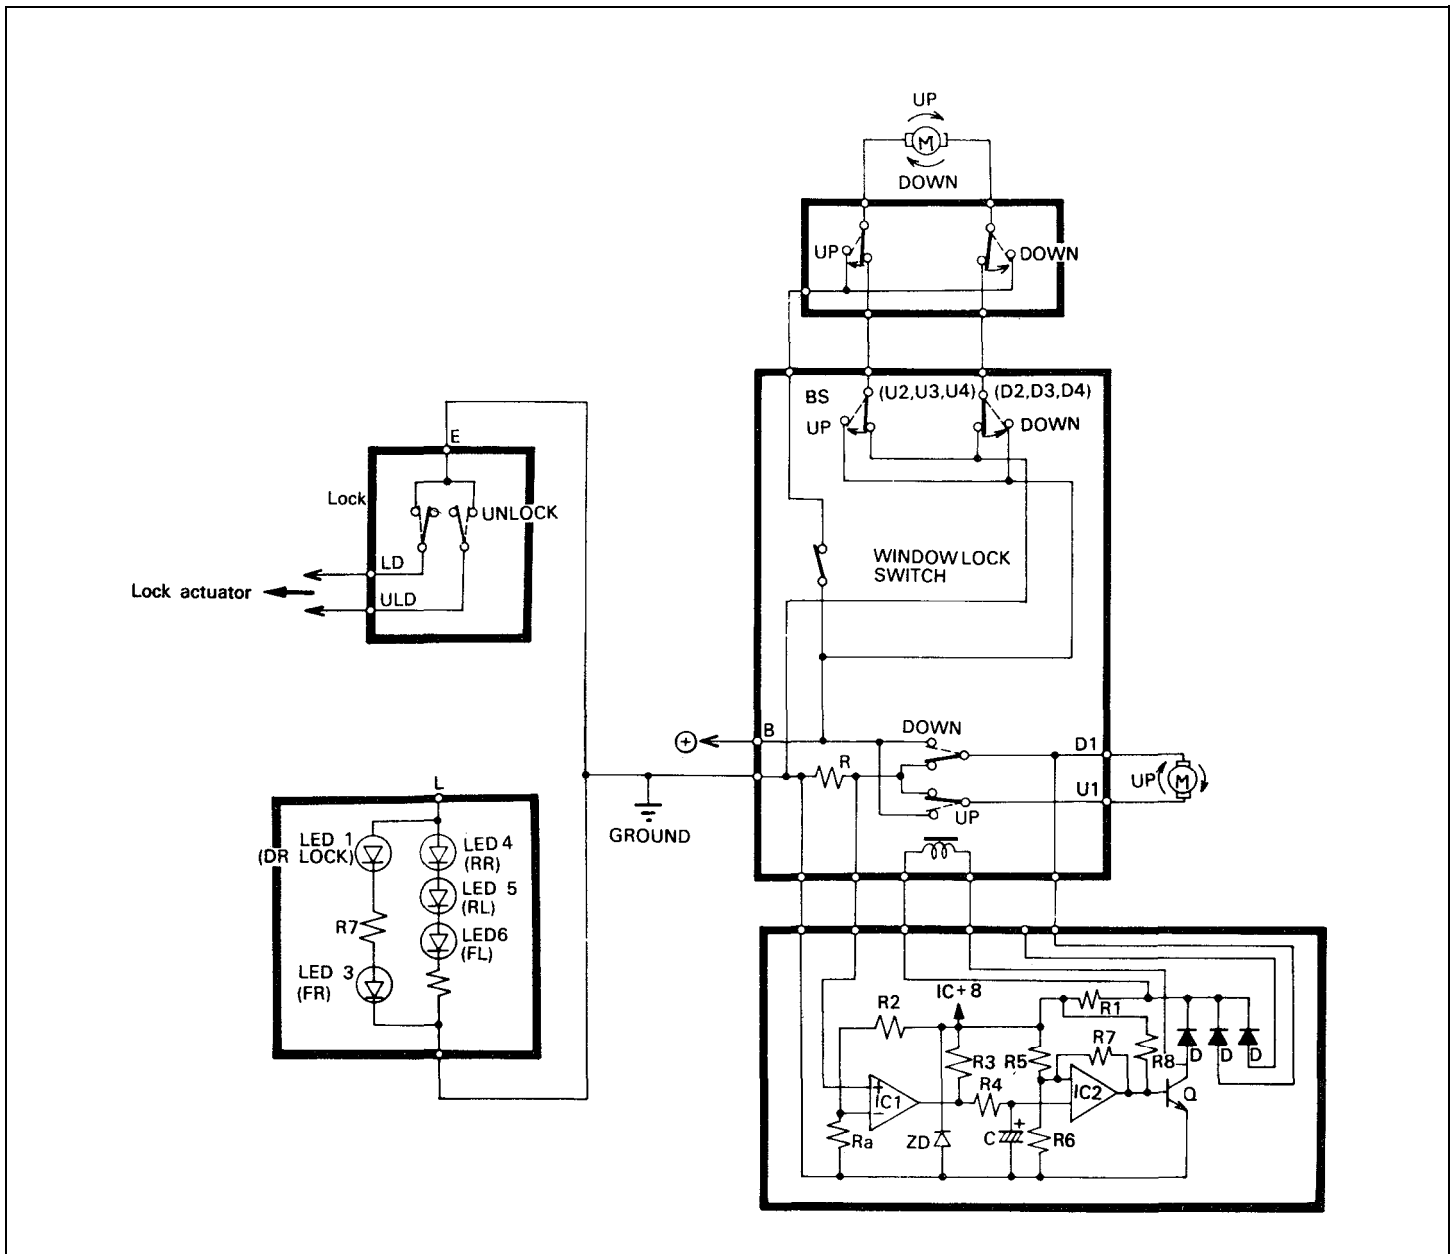 UP
M
DOWN
UP
DOWN
BS
(U2,U3,U4)
(D2,D3,D4)
UP
DOWN
E
Lock
UNLOCK
LD
ULD
Lock actuator
WINDOW LOCK
SWITCH
B
DOWN
D1
R
UP
M
U1
UP
GROUND
L
LED 1
(DR LOCK)
LED 4
(RR)
LED 5
(RL)
R7
LED6
(FL)
LED 3
(FR)
R2
IC+8
R1
R3
R5
R7
R8
D
D
D
R4
IC1
IC2
Q
Ra
ZD
C
R6